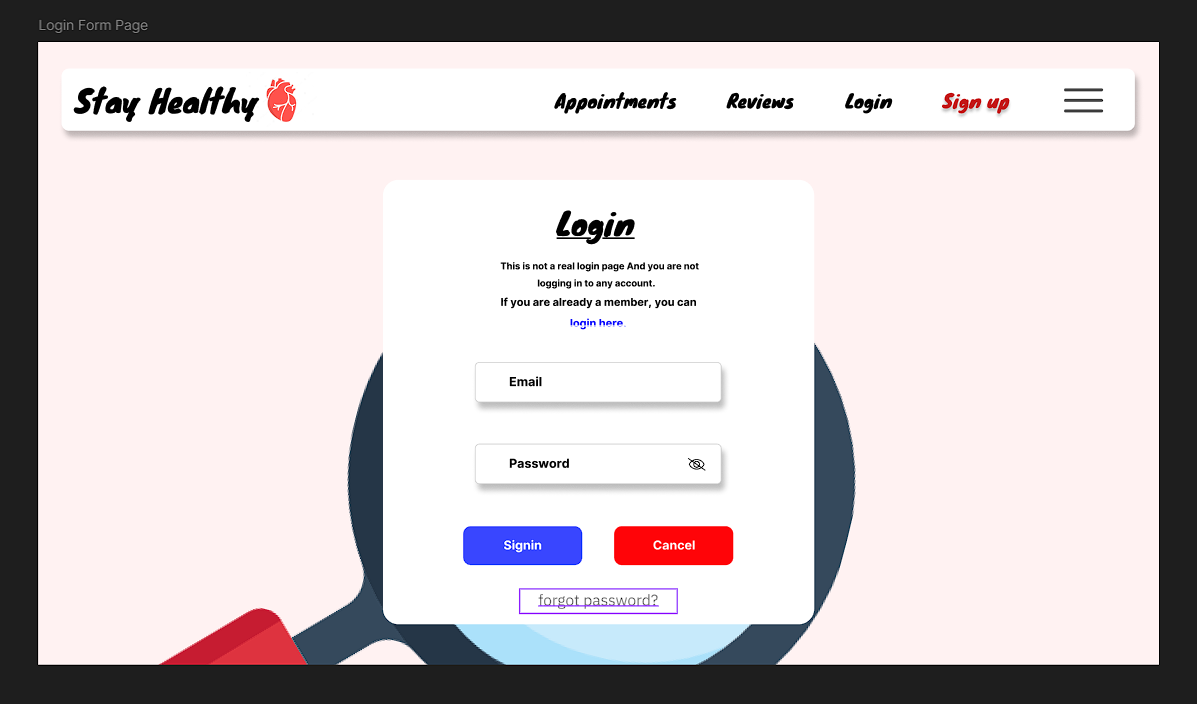 Login Form Page
Stay Healthy
Appointments
Reviews
Login
Sign up
Login
This is not a real login page And you are not
logging in to any account.
If you are already a member, you can
login here.
Email
Password
Signin
Cancel
forgot password?